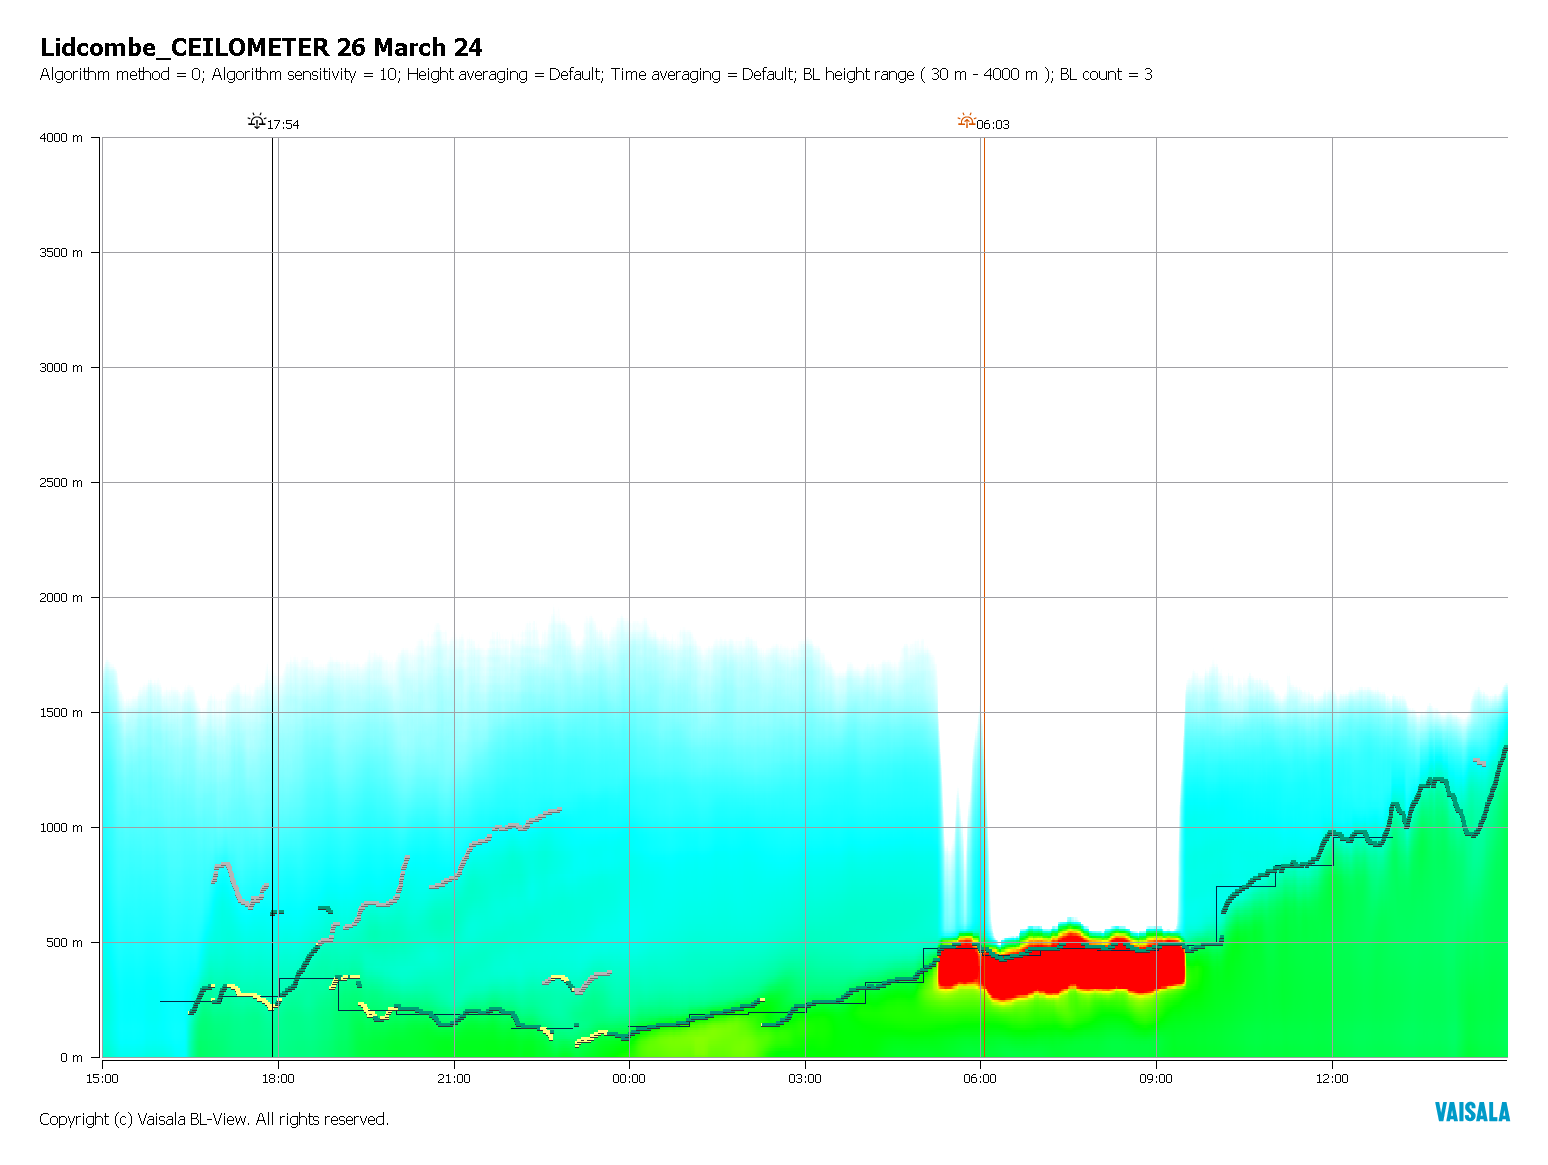 Lidcombe_CEILOMETER 26 March 24
Algorithm method = 0; Algorithm sensitivity = 10; Height averaging = Default; Time averaging = Default; BL height range ( 30 m - 4000 m ); BL count = 3
17:54
06:03
4000 m
3500 m
3000 m
2500 m
2000 m
1500 m
1000 m
500 m
0 m
15:00
18:00
21:00
00:00
03:00
06:00
09:00
12:00
Copyright (c) Vaisala BL-View. All rights reserved.
VAISALA